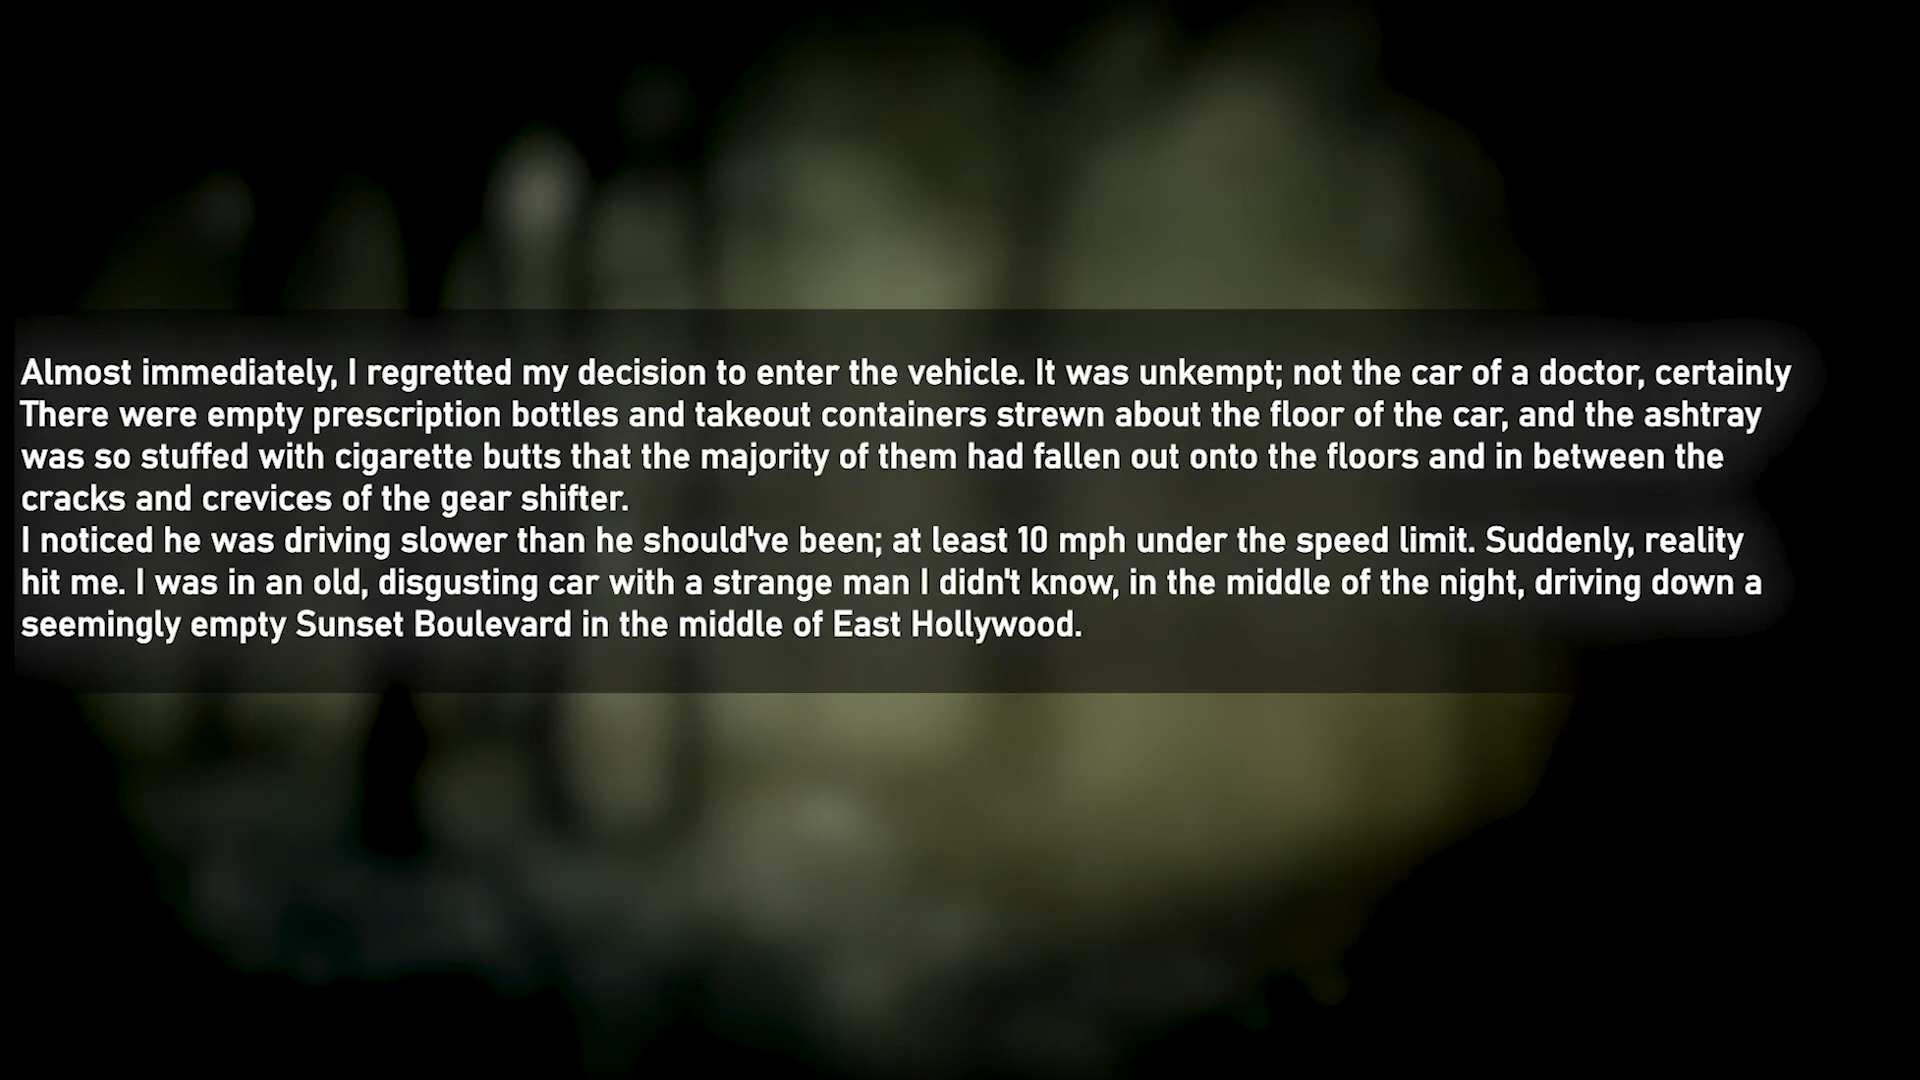 Almost immediately, I regretted my decision to enter the vehicle. It was unkempt; not the car of a doctor, certainly
There were empty prescription bottles and takeout containers strewn about the floor of the car, and the ashtray
was so stuffed with cigarette butts that the majority of them had fallen out onto the floors and in between the
cracks and crevices of the gear shifter.
I noticed he was driving slower than he should've been; at least 10 mph under the speed limit. Suddenly, reality
hit me. I was in an old, disgusting car with a strange man I didn't know, in the middle of the night, driving down a
seemingly empty Sunset Boulevard in the middle of East Hollywood.